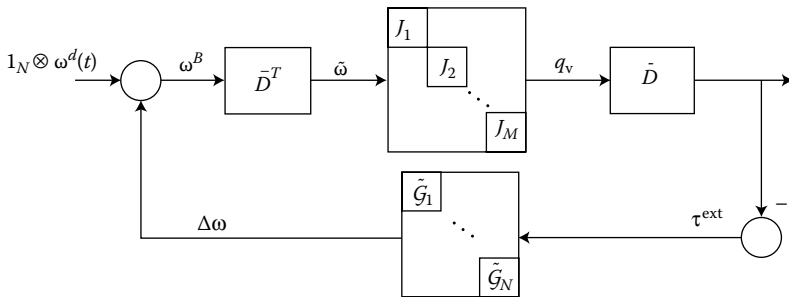 1_N ⊗ ω^d(t)
ω^B
D̄^T
ω̃
J_1
J_2
⋱
J_M
q_v
D̄
G̃_1
⋱
G̃_N
Δω
τ^ext
−